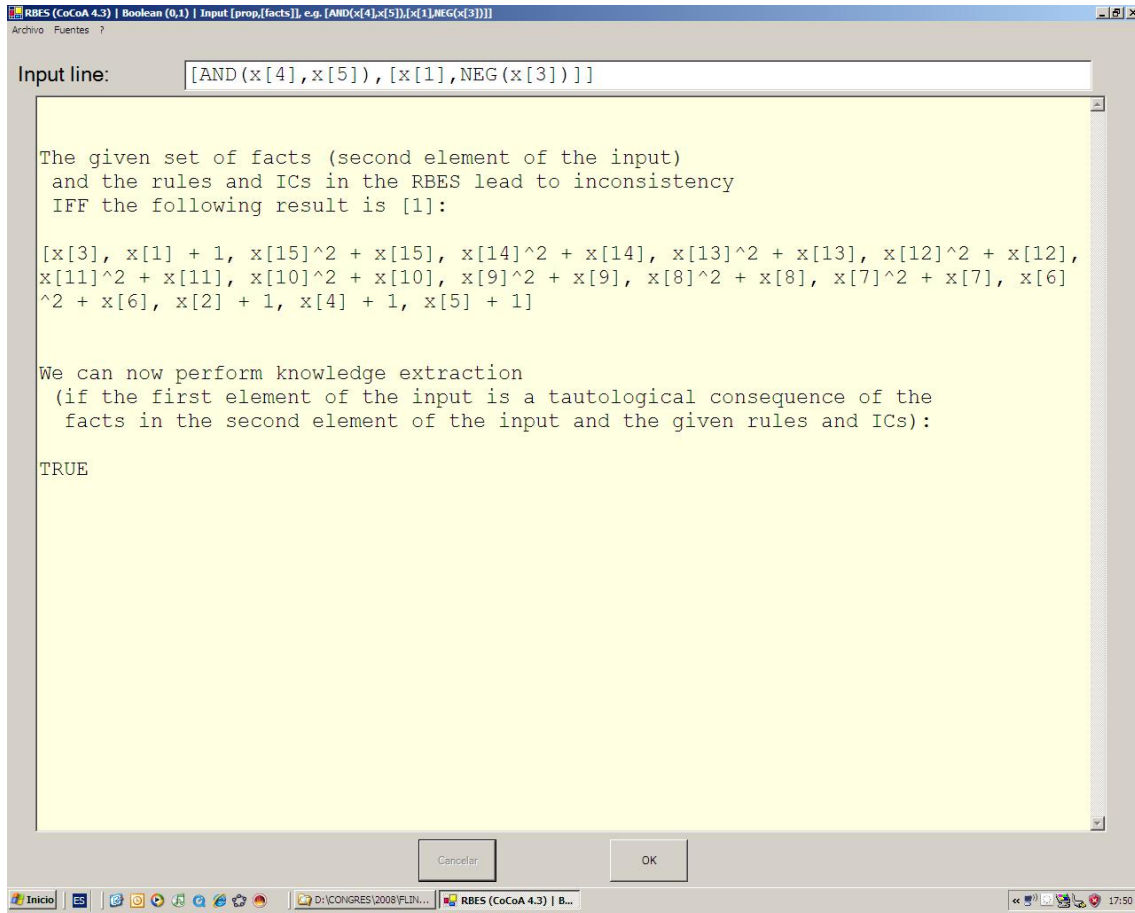 RBES (CoCoA 4.3) | Boolean (0,1) | Input [prop,[facts]], e.g. [AND(x[4],x[5]),[x[1],NEG(x[3])]]
Archivo Fuentes ?
Input line: [AND(x[4],x[5]),[x[1],NEG(x[3])]]
The given set of facts (second element of the input)
and the rules and ICs in the RBES lead to inconsistency
IFF the following result is [1]:
[x[3], x[1] + 1, x[15]^2 + x[15], x[14]^2 + x[14], x[13]^2 + x[13], x[12]^2 + x[12],
x[11]^2 + x[11], x[10]^2 + x[10], x[9]^2 + x[9], x[8]^2 + x[8], x[7]^2 + x[7], x[6]
^2 + x[6], x[2] + 1, x[4] + 1, x[5] + 1]
We can now perform knowledge extraction
(if the first element of the input is a tautological consequence of the
facts in the second element of the input and the given rules and ICs):
TRUE
Cancelar OK
Inicio ES D:\CONGRES\2008\FLIN... RBES (CoCoA 4.3) | B... « 17:50